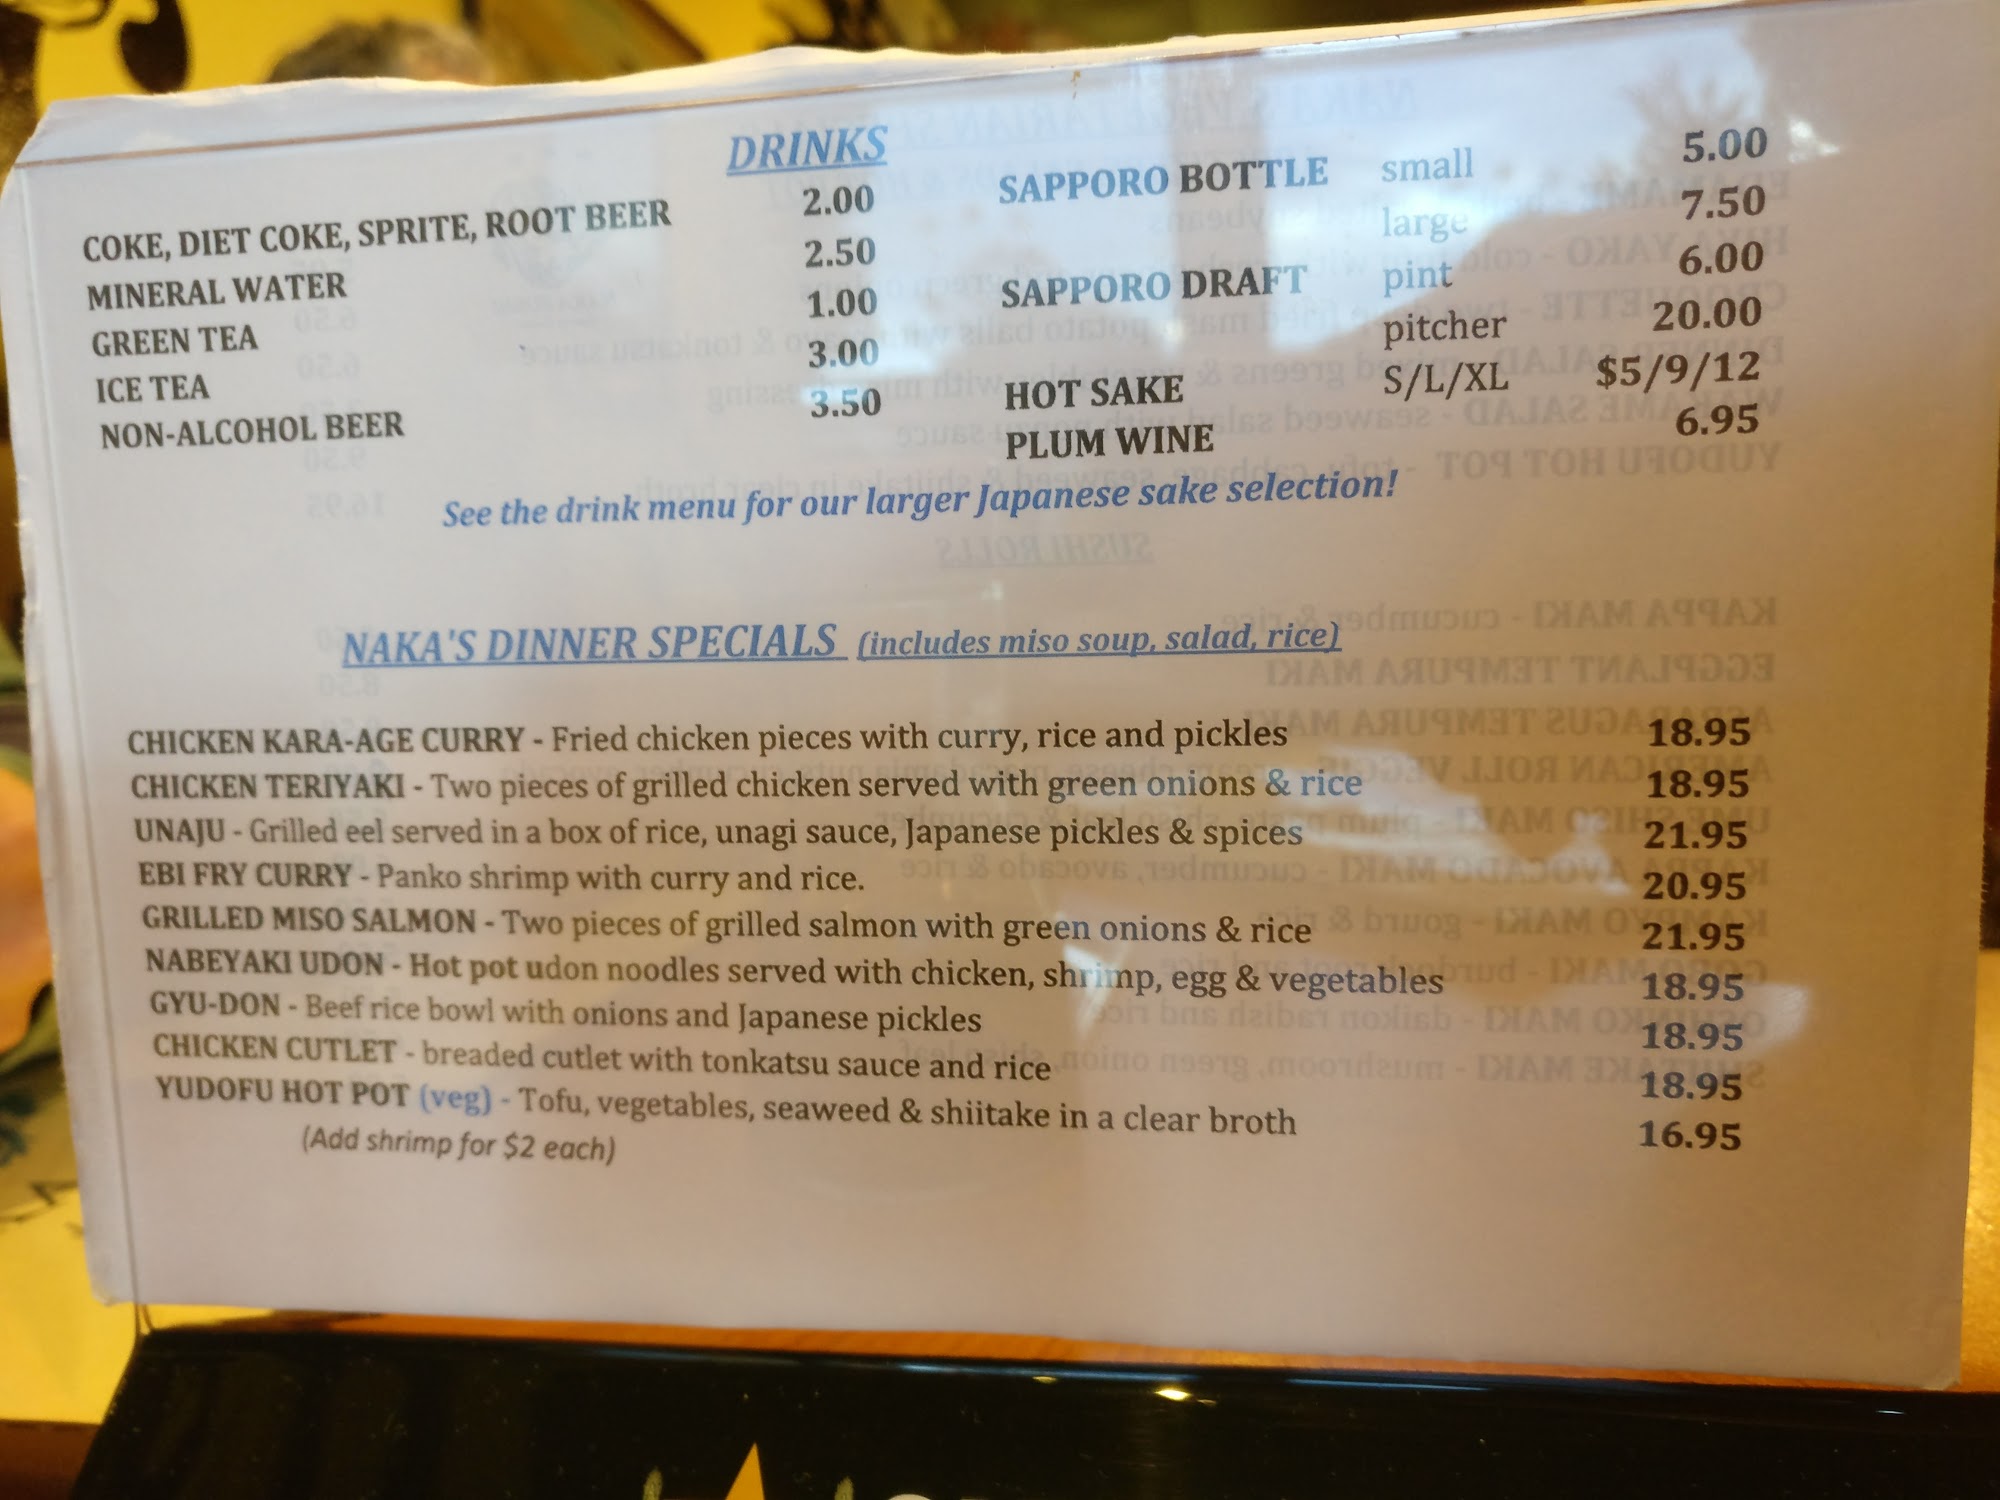 DRINKS
COKE, DIET COKE, SPRITE, ROOT BEER 2.00
MINERAL WATER 2.50
GREEN TEA 1.00
ICE TEA 3.00
NON-ALCOHOL BEER 3.50
SAPPORO BOTTLE small 5.00
large 7.50
SAPPORO DRAFT pint 6.00
pitcher 20.00
HOT SAKE S/L/XL $5/9/12
PLUM WINE 6.95
See the drink menu for our larger Japanese sake selection!
NAKA'S DINNER SPECIALS (includes miso soup, salad, rice)
CHICKEN KARA-AGE CURRY - Fried chicken pieces with curry, rice and pickles 18.95
CHICKEN TERIYAKI - Two pieces of grilled chicken served with green onions & rice 18.95
UNAJU - Grilled eel served in a box of rice, unagi sauce, Japanese pickles & spices 21.95
EBI FRY CURRY - Panko shrimp with curry and rice. 20.95
GRILLED MISO SALMON - Two pieces of grilled salmon with green onions & rice 21.95
NABEYAKI UDON - Hot pot udon noodles served with chicken, shrimp, egg & vegetables 18.95
GYU-DON - Beef rice bowl with onions and Japanese pickles 18.95
CHICKEN CUTLET - breaded cutlet with tonkatsu sauce and rice 18.95
YUDOFU HOT POT (veg) - Tofu, vegetables, seaweed & shiitake in a clear broth 16.95
(Add shrimp for $2 each)